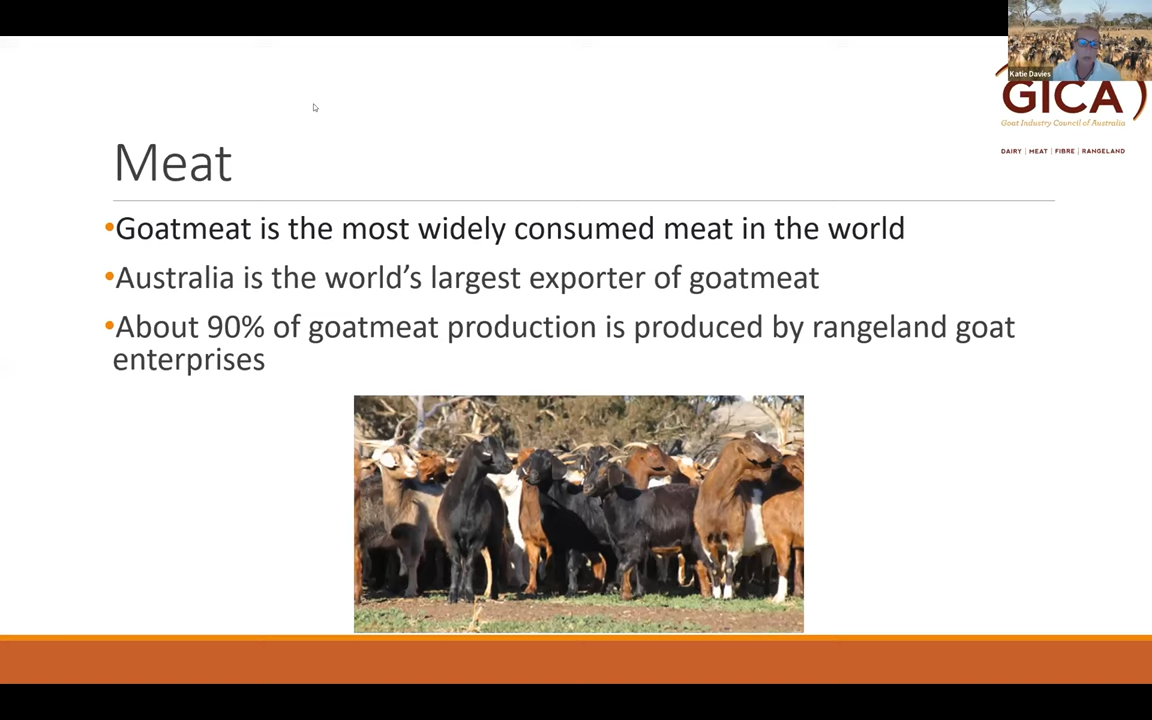 Katie Davies
GICA
Goat Industry Council of Australia
DAIRY | MEAT | FIBRE | RANGELAND
Meat
•Goatmeat is the most widely consumed meat in the world
•Australia is the world’s largest exporter of goatmeat
•About 90% of goatmeat production is produced by rangeland goat
enterprises